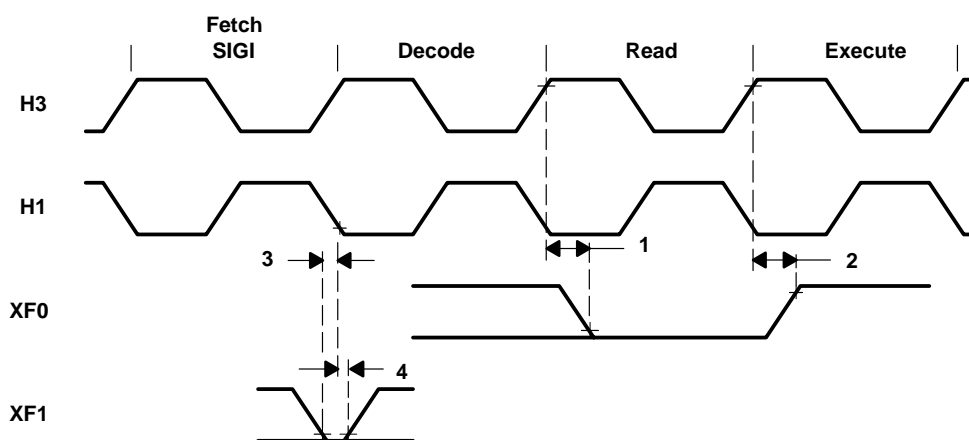 Fetch
SIGI
Decode
Read
Execute
H3
H1
3
1
2
XF0
4
XF1